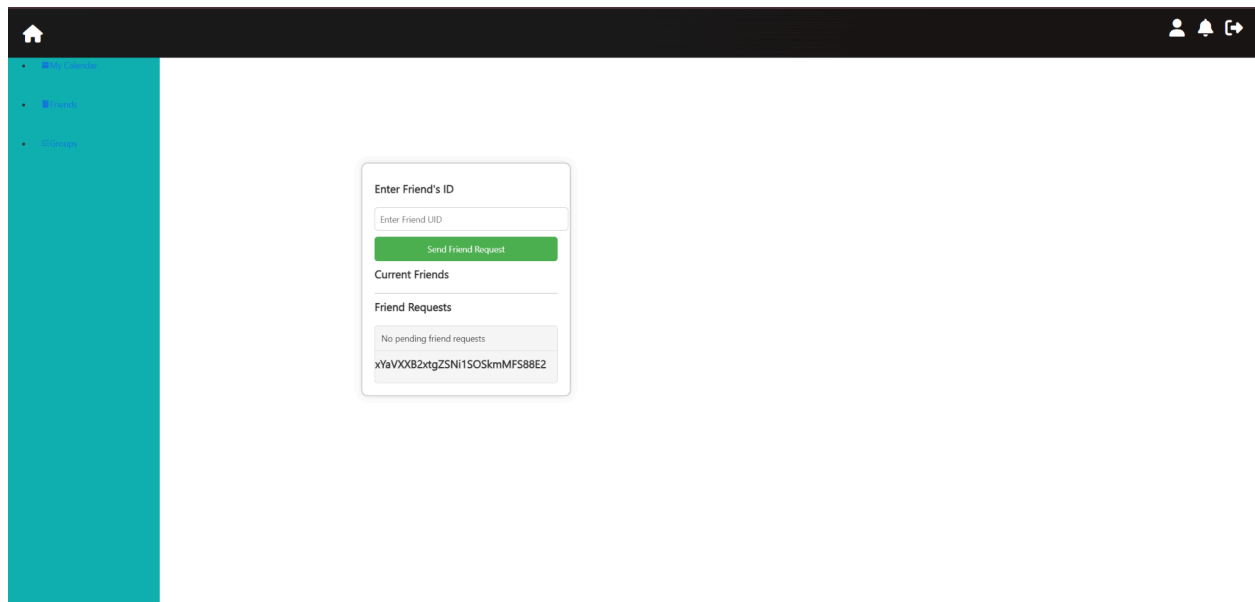 My Calendar
Friends
Groups
Enter Friend's ID
Enter Friend UID
Send Friend Request
Current Friends
Friend Requests
No pending friend requests
xYaVXXB2xtgZSNi1SOSkmMFS88E2